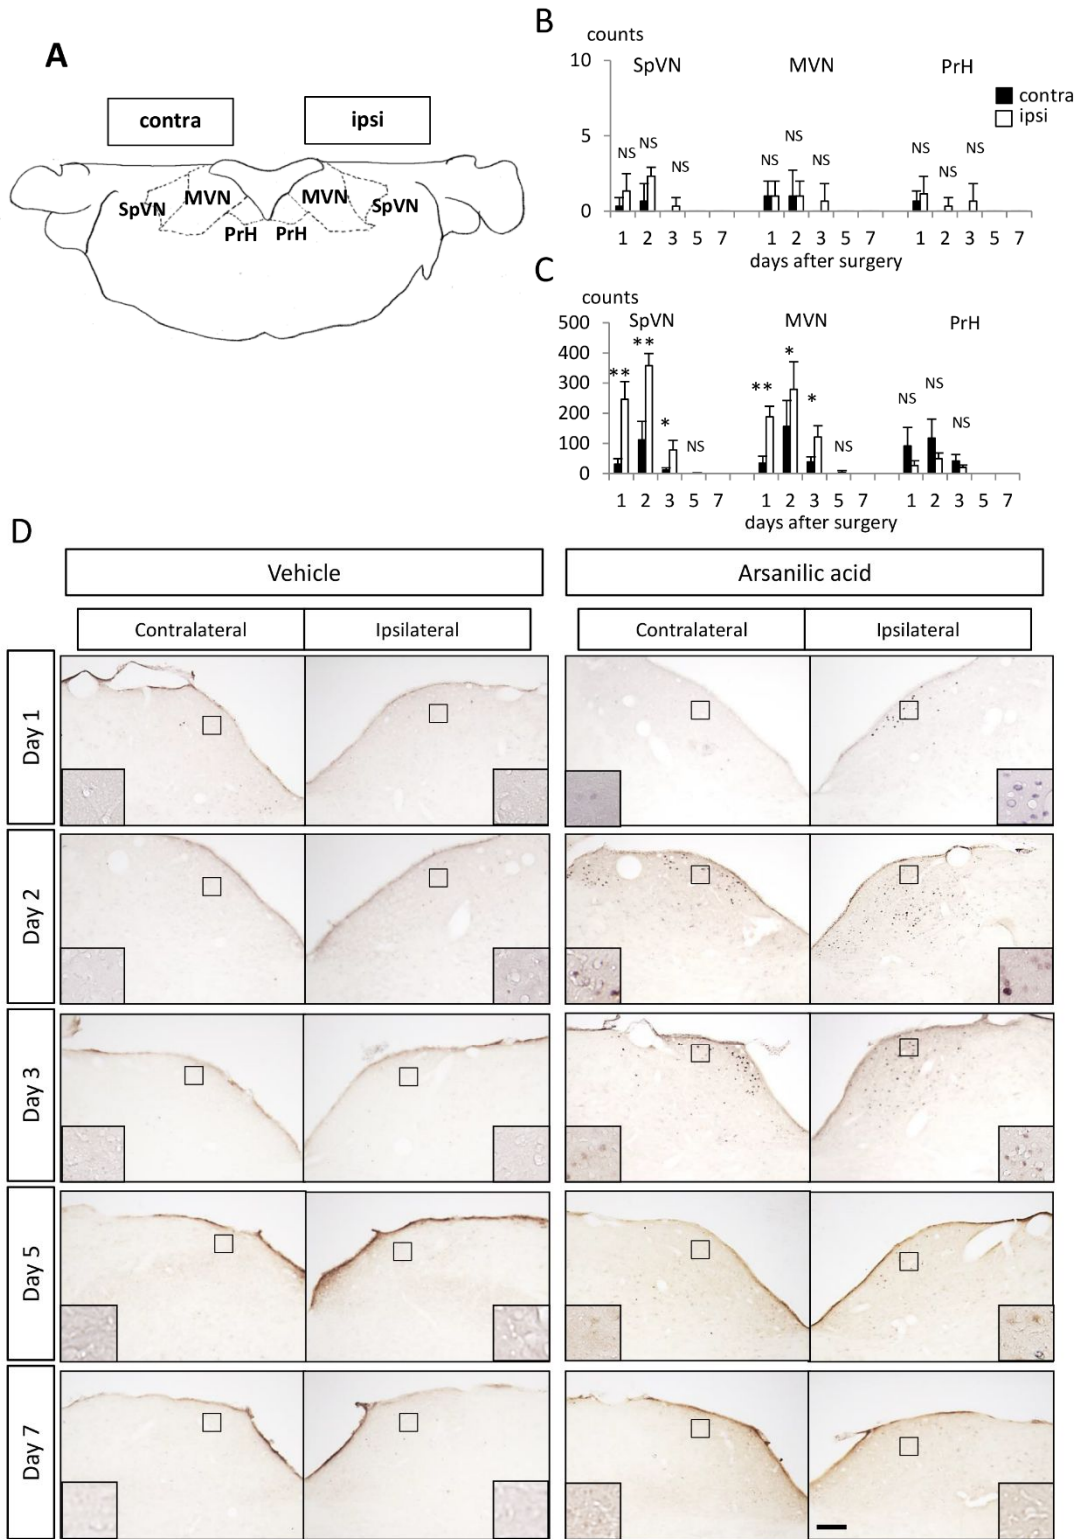 A
contra
ipsi
SpVN
MVN
MVN
SpVN
PrH
PrH
B
counts
SpVN
MVN
PrH
contra
ipsi
10
5
0
NS
NS
NS
NS
NS
NS
NS
NS
NS
1 2 3 5 7 1 2 3 5 7 1 2 3 5 7
days after surgery
C
counts
SpVN
MVN
PrH
500
400
300
200
100
0
**
**
*
NS
**
*
*
NS
NS
NS
NS
1 2 3 5 7 1 2 3 5 7 1 2 3 5 7
days after surgery
D
Vehicle
Arsanilic acid
Contralateral
Ipsilateral
Contralateral
Ipsilateral
Day 1
Day 2
Day 3
Day 5
Day 7